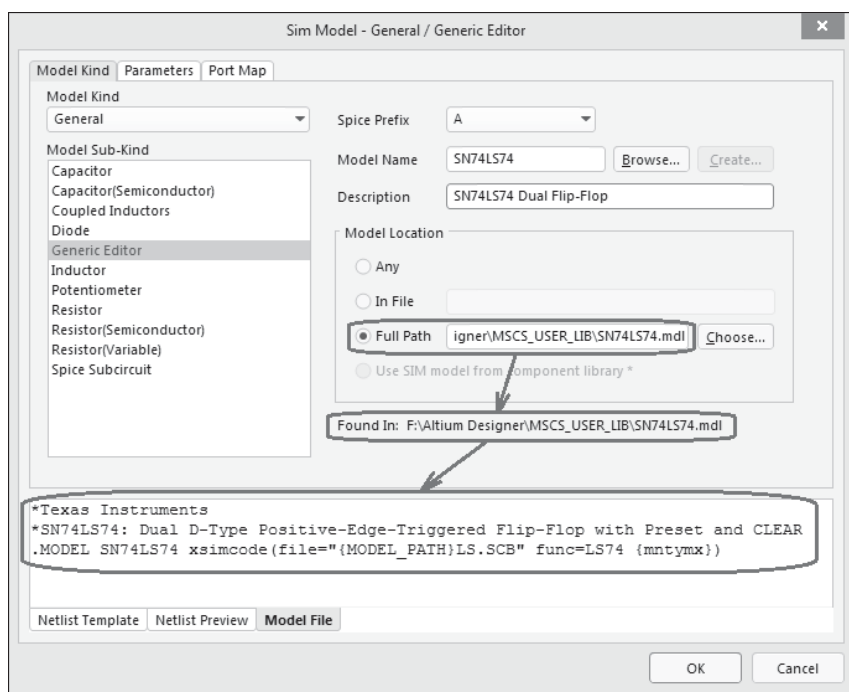 Sim Model - General / Generic Editor
×
Model Kind Parameters Port Map
Model Kind
General
Spice Prefix A
Model Sub-Kind
Capacitor
Capacitor(Semiconductor)
Coupled Inductors
Diode
Generic Editor
Inductor
Potentiometer
Resistor
Resistor(Semiconductor)
Resistor(Variable)
Spice Subcircuit
Model Name SN74LS74 Browse... Create...
Description SN74LS74 Dual Flip-Flop
Model Location
Any
In File
Full Path igner\MSCS_USER_LIB\SN74LS74.mdl Choose...
Use SIM model from component library *
Found In: F:\Altium Designer\MSCS_USER_LIB\SN74LS74.mdl
*Texas Instruments
*SN74LS74: Dual D-Type Positive-Edge-Triggered Flip-Flop with Preset and CLEAR
.MODEL SN74LS74 xsimcode(file="{MODEL_PATH}LS.SCB" func=LS74 {mntymx})
Netlist Template Netlist Preview Model File
OK Cancel